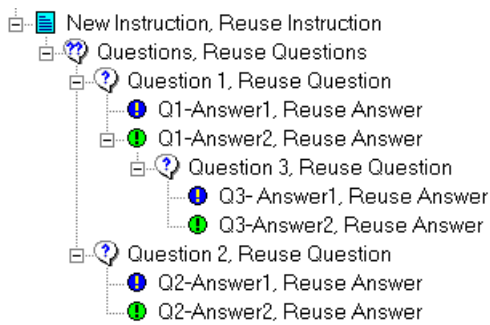 New Instruction, Reuse Instruction
Questions, Reuse Questions
Question 1, Reuse Question
Q1-Answer1, Reuse Answer
Q1-Answer2, Reuse Answer
Question 3, Reuse Question
Q3- Answer1, Reuse Answer
Q3-Answer2, Reuse Answer
Question 2, Reuse Question
Q2-Answer1, Reuse Answer
Q2-Answer2, Reuse Answer